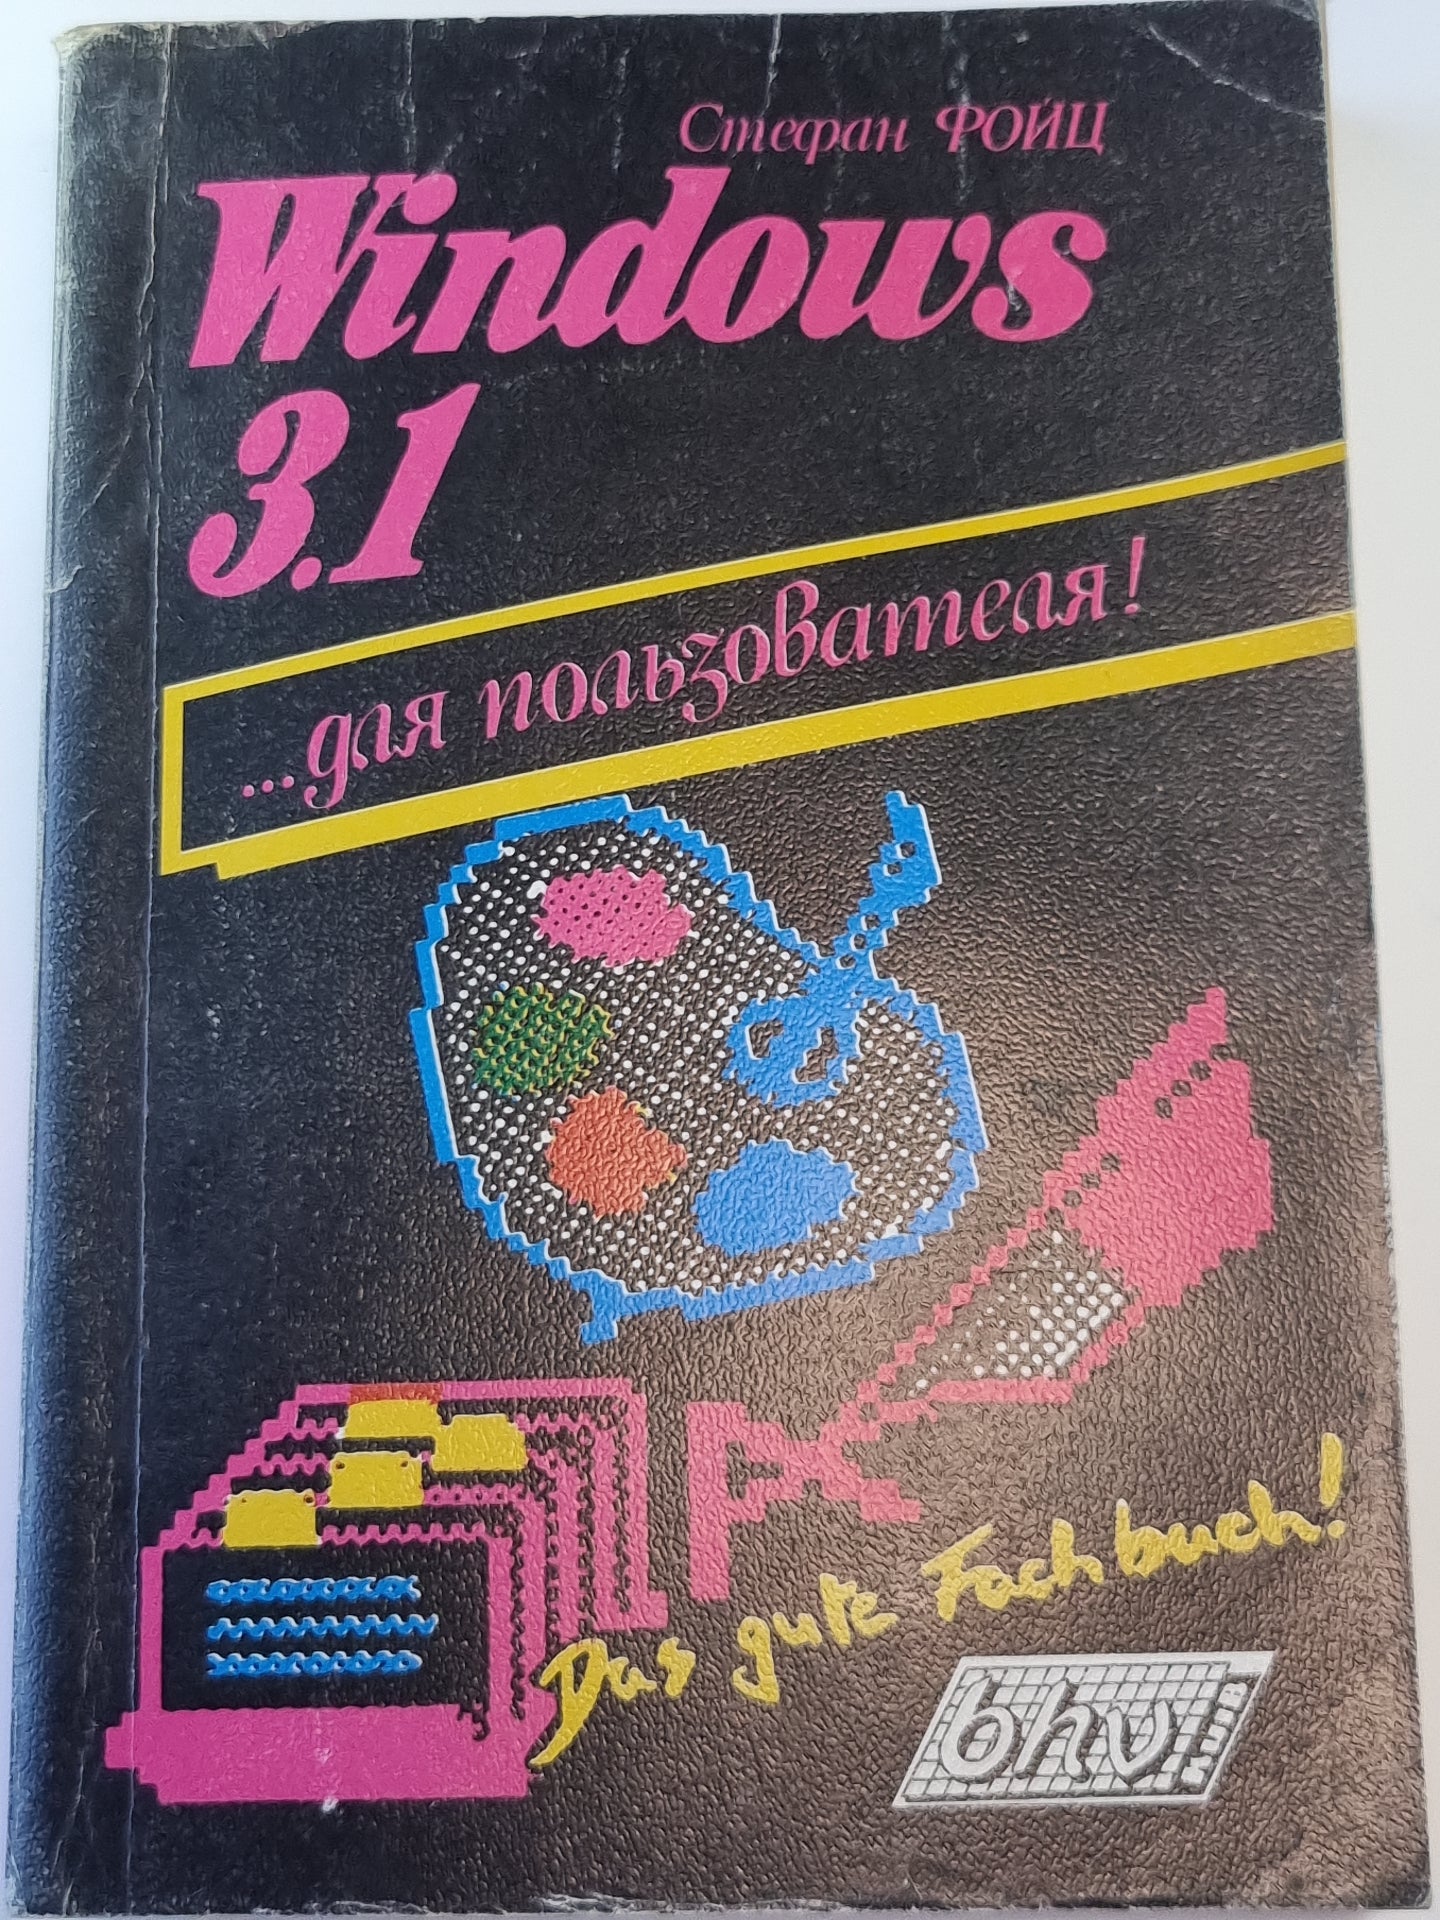 Стефан ФОЙЦ
Windows
3.1
...для пользователя!
Das gute Fachbuch!
bhv